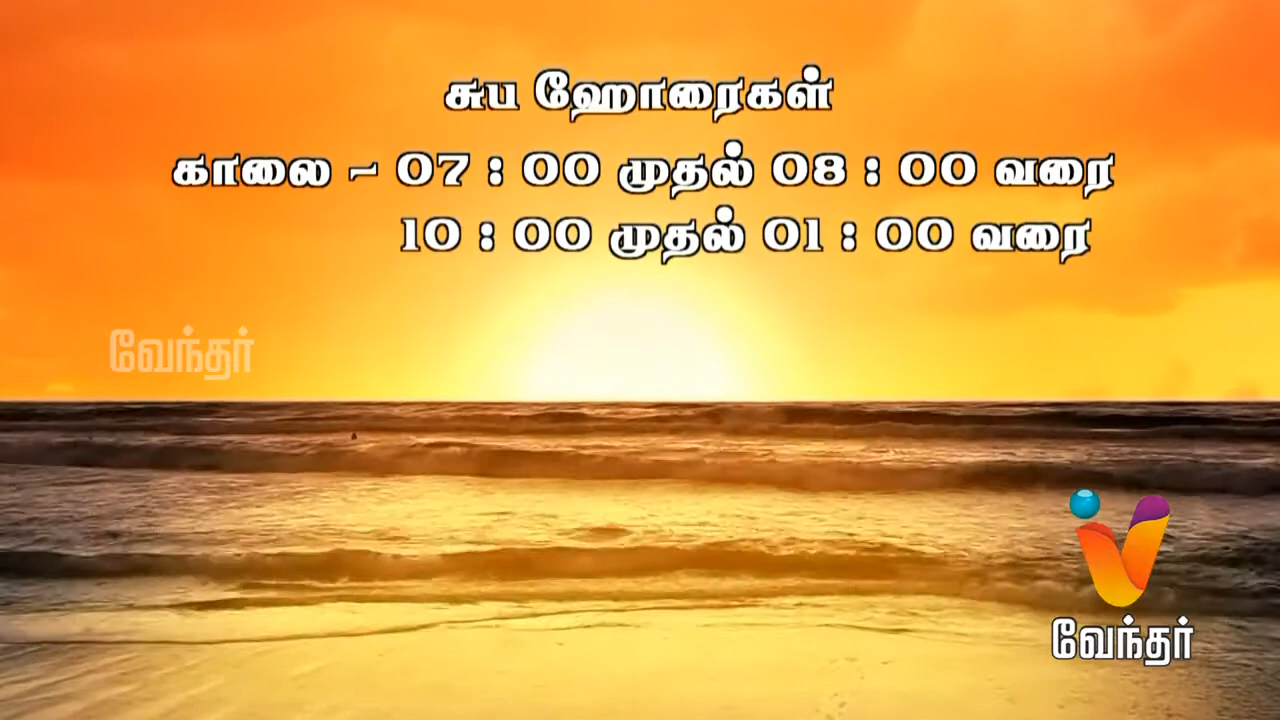 சுப ஹோரைகள்
காலை - 07 : 00 முதல் 08 : 00 வரை
10 : 00 முதல் 01 : 00 வரை
வேந்தர்
வேந்தர்